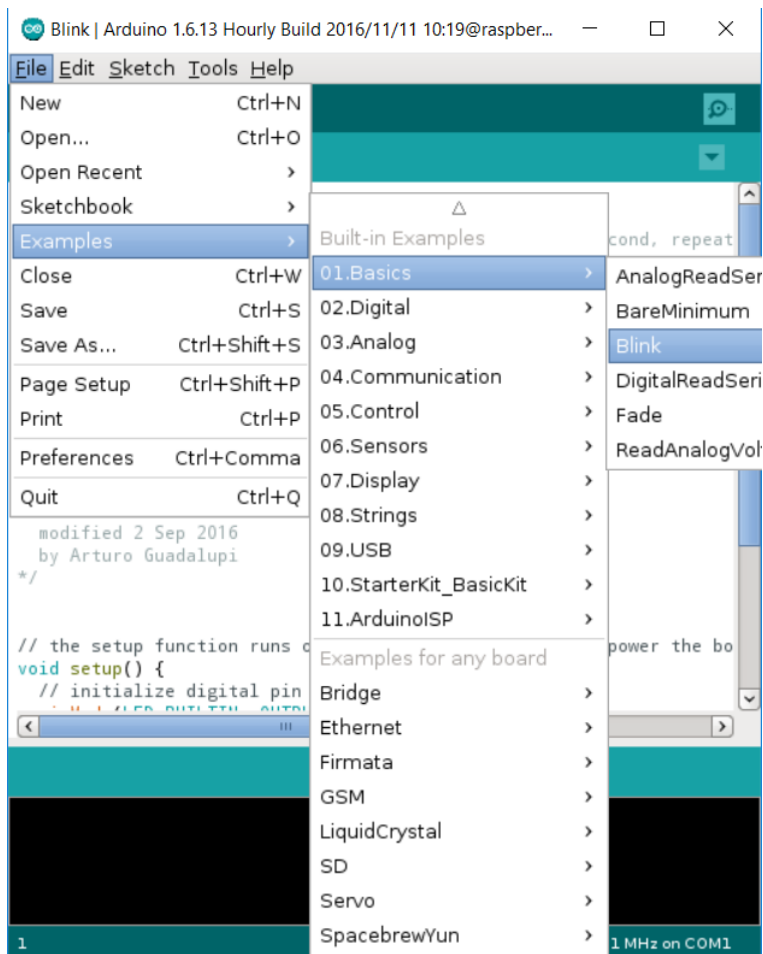 Blink | Arduino 1.6.13 Hourly Build 2016/11/11 10:19@raspber...
File Edit Sketch Tools Help
New Ctrl+N
Open... Ctrl+O
Open Recent
Sketchbook
Examples
Close Ctrl+W
Save Ctrl+S
Save As... Ctrl+Shift+S
Page Setup Ctrl+Shift+P
Print Ctrl+P
Preferences Ctrl+Comma
Quit Ctrl+Q
Built-in Examples
01.Basics
02.Digital
03.Analog
04.Communication
05.Control
06.Sensors
07.Display
08.Strings
09.USB
10.StarterKit_BasicKit
11.ArduinoISP
Examples for any board
Bridge
Ethernet
Firmata
GSM
LiquidCrystal
SD
Servo
SpacebrewYun
AnalogReadSer
BareMinimum
Blink
DigitalReadSeri
Fade
ReadAnalogVol
cond, repeat
modified 2 Sep 2016
by Arturo Guadalupi
*/
// the setup function runs o power the bo
void setup() {
// initialize digital pin
1 1 MHz on COM1